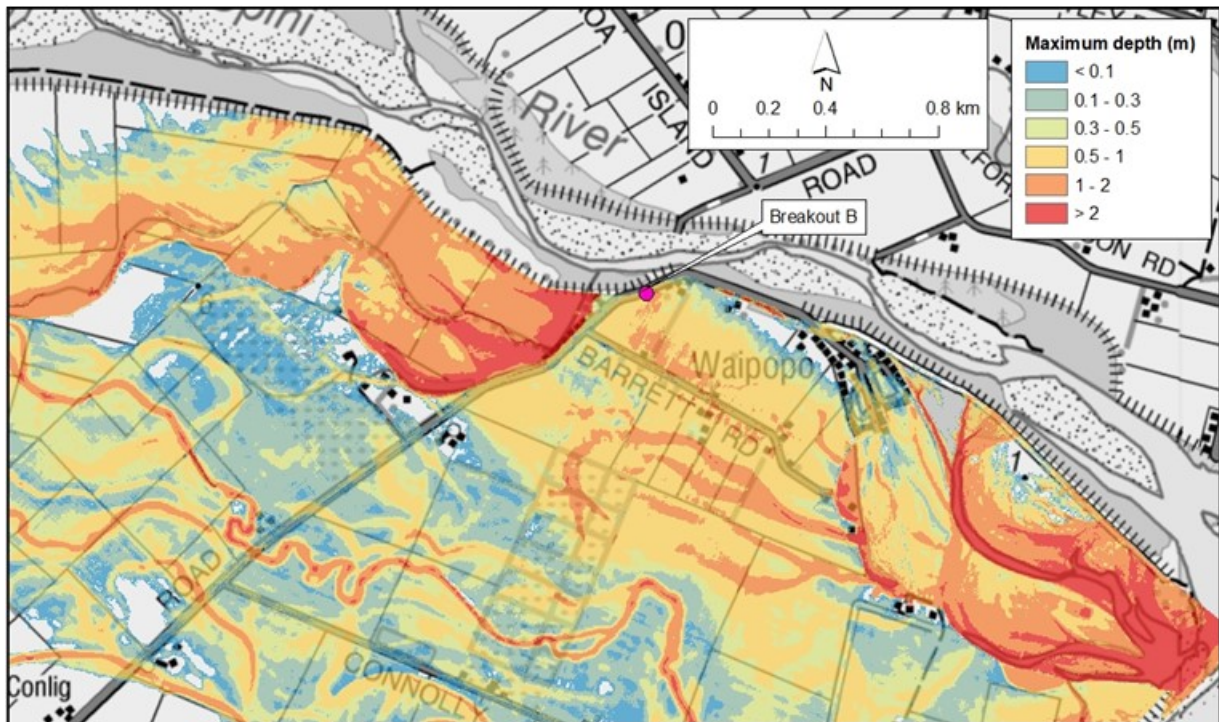 River
OA
ISLAND
0
1
ROAD
N
0 0.2 0.4 0.8 km
Maximum depth (m)
< 0.1
0.1 - 0.3
0.3 - 0.5
0.5 - 1
1 - 2
> 2
Breakout B
BARRETT RD
Waipopo
1
ROAD
CONNOLLY
Conlig